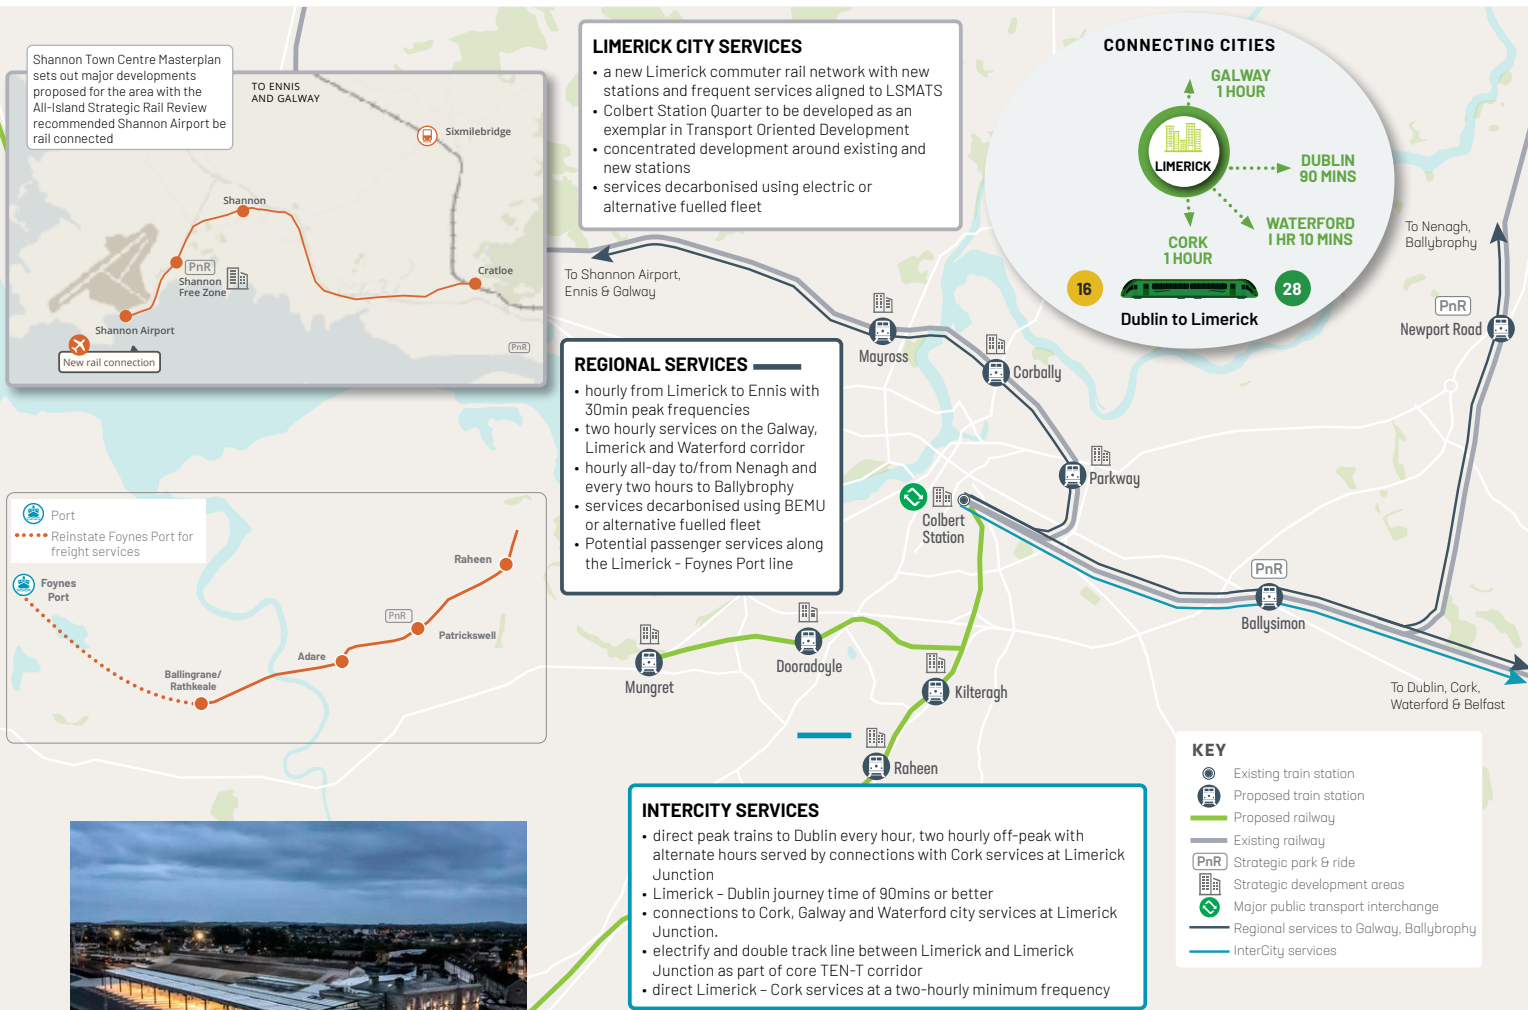 Shannon Town Centre Masterplan
sets out major developments
proposed for the area with the
All-Island Strategic Rail Review
recommended Shannon Airport be
rail connected
TO ENNIS
AND GALWAY
Sixmilebridge
Shannon
PnR
Shannon
Free Zone
Cratloe
Shannon Airport
New rail connection
PnR
LIMERICK CITY SERVICES
• a new Limerick commuter rail network with new
stations and frequent services aligned to LSMATS
• Colbert Station Quarter to be developed as an
exemplar in Transport Oriented Development
• concentrated development around existing and
new stations
• services decarbonised using electric or
alternative fuelled fleet
CONNECTING CITIES
GALWAY
1 HOUR
LIMERICK
DUBLIN
90 MINS
WATERFORD
1 HR 10 MINS
CORK
1 HOUR
16
28
Dublin to Limerick
To Nenagh,
Ballybrophy
PnR
Newport Road
To Shannon Airport,
Ennis & Galway
Mayross
Corbally
Parkway
Colbert
Station
PnR
Ballysimon
REGIONAL SERVICES
• hourly from Limerick to Ennis with
30min peak frequencies
• two hourly services on the Galway,
Limerick and Waterford corridor
• hourly all-day to/from Nenagh and
every two hours to Ballybrophy
• services decarbonised using BEMU
or alternative fuelled fleet
• Potential passenger services along
the Limerick - Foynes Port line
Port
Reinstate Foynes Port for
freight services
Foynes
Port
Raheen
PnR
Patrickswell
Adare
Ballingrane/
Rathkeale
Mungret
Dooradoyle
Kilteragh
Raheen
To Dublin, Cork,
Waterford & Belfast
INTERCITY SERVICES
• direct peak trains to Dublin every hour, two hourly off-peak with
alternate hours served by connections with Cork services at Limerick
Junction
• Limerick – Dublin journey time of 90mins or better
• connections to Cork, Galway and Waterford city services at Limerick
Junction.
• electrify and double track line between Limerick and Limerick
Junction as part of core TEN-T corridor
• direct Limerick – Cork services at a two-hourly minimum frequency
KEY
Existing train station
Proposed train station
Proposed railway
Existing railway
PnR Strategic park & ride
Strategic development areas
Major public transport interchange
Regional services to Galway, Ballybrophy
InterCity services